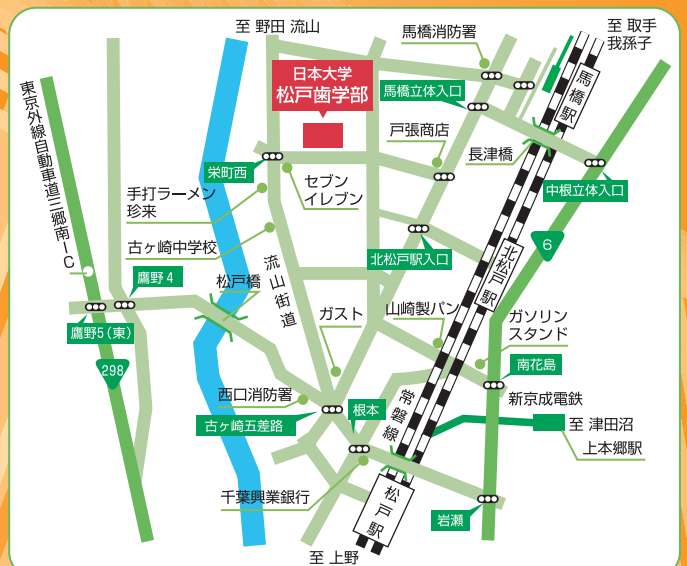 至 野田 流山
馬橋消防署
至 取手
我孫子
日本大学
松戸歯学部
馬橋立体入口
馬橋駅
東京外線自動車道三郷南IC
戸張商店
長津橋
栄町西
セブン
イレブン
中根立体入口
手打ラーメン
珍来
古ヶ崎中学校
北松戸駅入口
6
北松戸駅
鷹野4
松戸橋
流山街道
ガスト
山崎製パン
ガソリン
スタンド
鷹野5(東)
298
南花島
西口消防署
根本
常磐線
新京成電鉄
古ヶ崎五差路
至 津田沼
上本郷駅
千葉興業銀行
松戸駅
岩瀬
至 上野